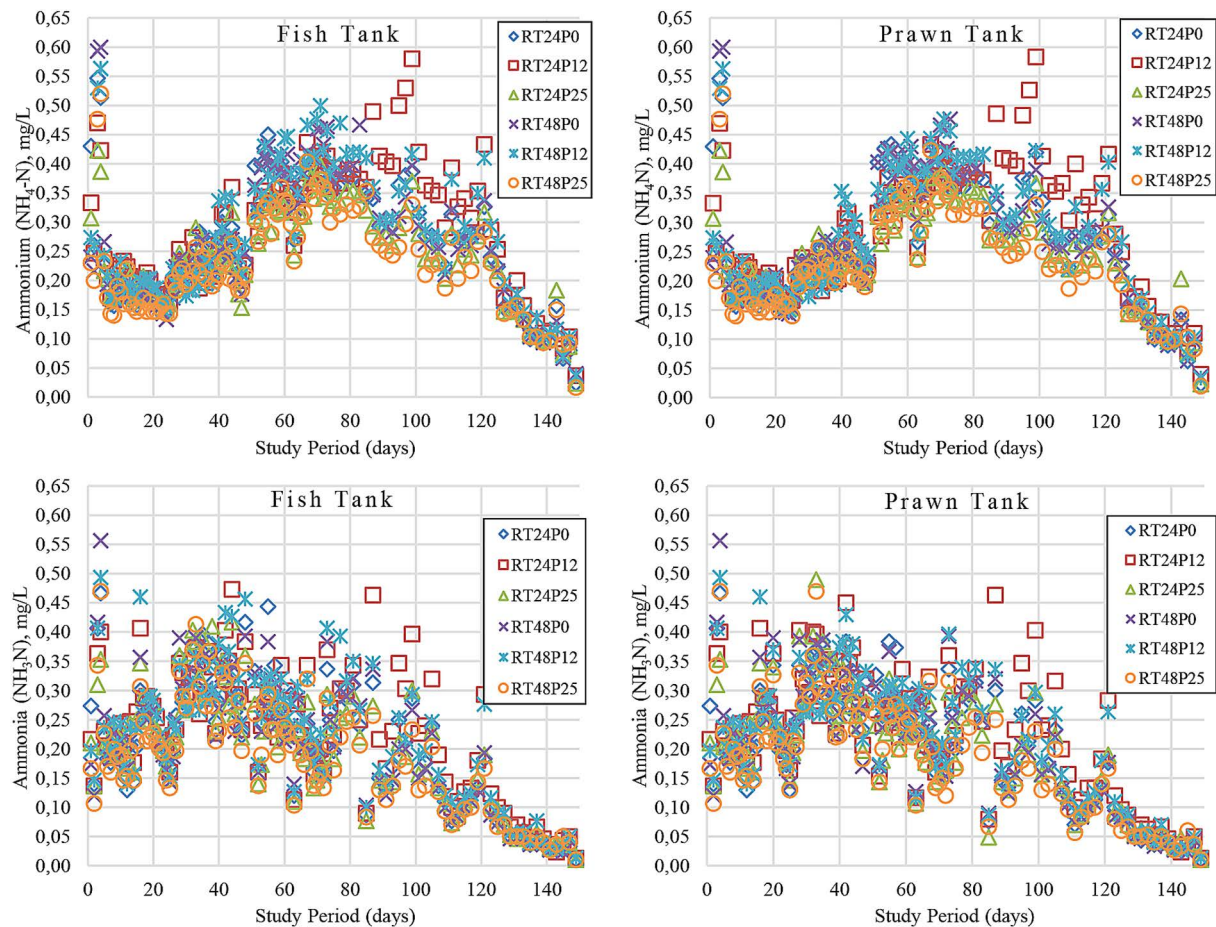 Fish Tank
Ammonium (NH4-N), mg/L
0,65
0,60
0,55
0,50
0,45
0,40
0,35
0,30
0,25
0,20
0,15
0,10
0,05
0,00
0 20 40 60 80 100 120 140
Study Period (days)
RT24P0
RT24P12
RT24P25
RT48P0
RT48P12
RT48P25
Prawn Tank
Ammonium (NH4N), mg/L
0,65
0,60
0,55
0,50
0,45
0,40
0,35
0,30
0,25
0,20
0,15
0,10
0,05
0,00
0 20 40 60 80 100 120 140
Study Period (days)
RT24P0
RT24P12
RT24P25
RT48P0
RT48P12
RT48P25
Fish Tank
Ammonia (NH3N), mg/L
0,65
0,60
0,55
0,50
0,45
0,40
0,35
0,30
0,25
0,20
0,15
0,10
0,05
0,00
0 20 40 60 80 100 120 140
Study Period (days)
RT24P0
RT24P12
RT24P25
RT48P0
RT48P12
RT48P25
Prawn Tank
Ammonia (NH3N), mg/L
0,65
0,60
0,55
0,50
0,45
0,40
0,35
0,30
0,25
0,20
0,15
0,10
0,05
0,00
0 20 40 60 80 100 120 140
Study Period (days)
RT24P0
RT24P12
RT24P25
RT48P0
RT48P12
RT48P25